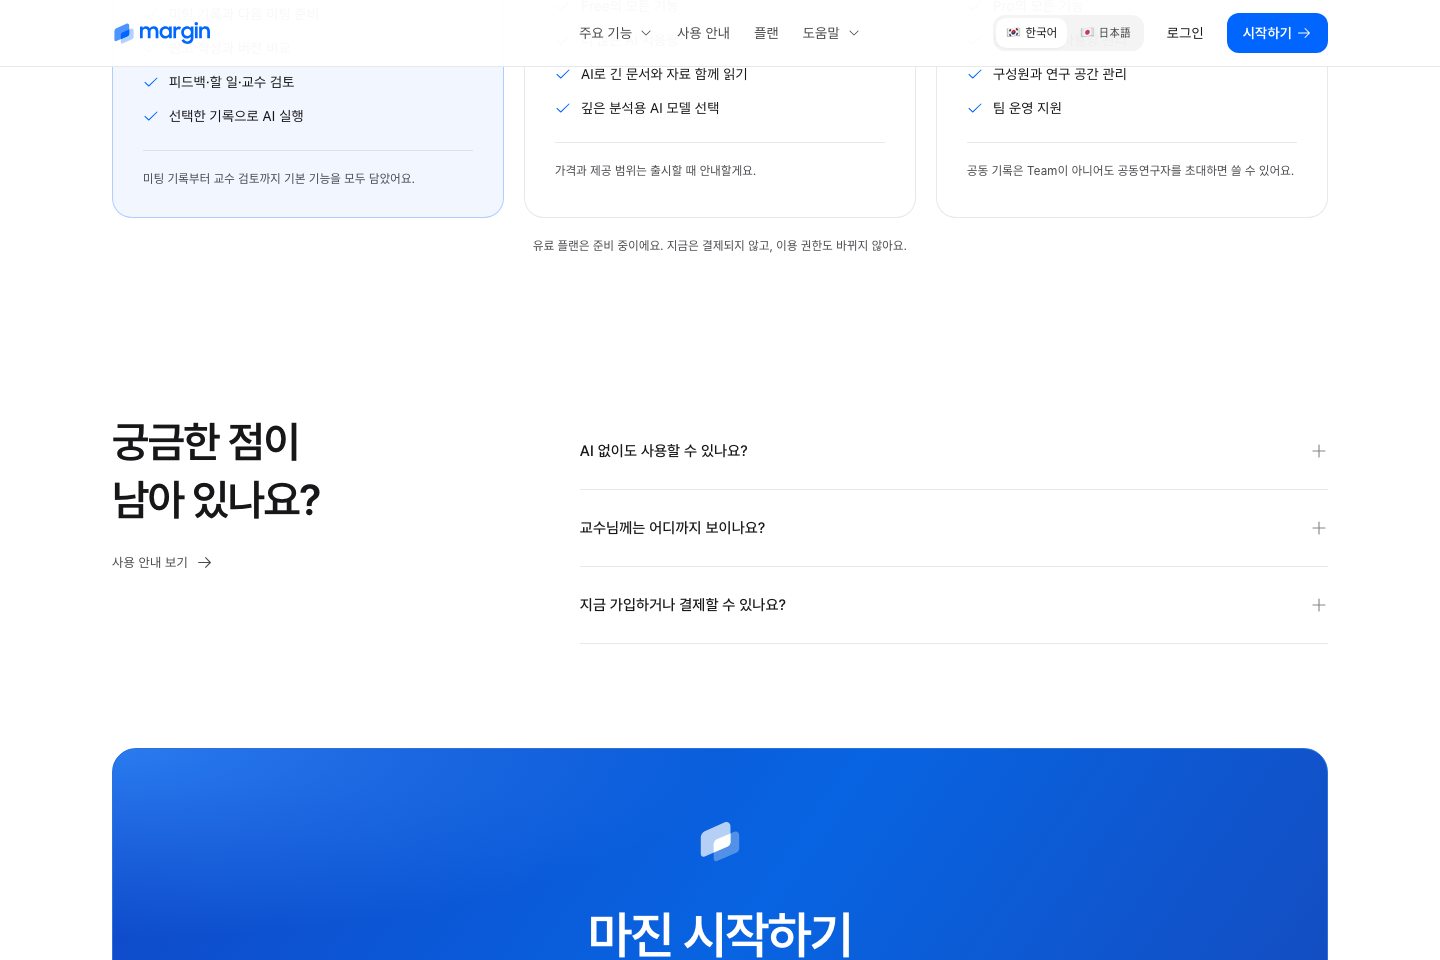 margin
주요 기능
사용 안내
플랜
도움말
한국어
日本語
로그인
시작하기
피드백·할 일·교수 검토
선택한 기록으로 AI 실행
미팅 기록부터 교수 검토까지 기본 기능을 모두 담았어요.
AI로 긴 문서와 자료 함께 읽기
깊은 분석용 AI 모델 선택
가격과 제공 범위는 출시할 때 안내할게요.
구성원과 연구 공간 관리
팀 운영 지원
공동 기록은 Team이 아니어도 공동연구자를 초대하면 쓸 수 있어요.
유료 플랜은 준비 중이에요. 지금은 결제되지 않고, 이용 권한도 바뀌지 않아요.
궁금한 점이
남아 있나요?
사용 안내 보기
AI 없이도 사용할 수 있나요?
교수님께는 어디까지 보이나요?
지금 가입하거나 결제할 수 있나요?
마진 시작하기